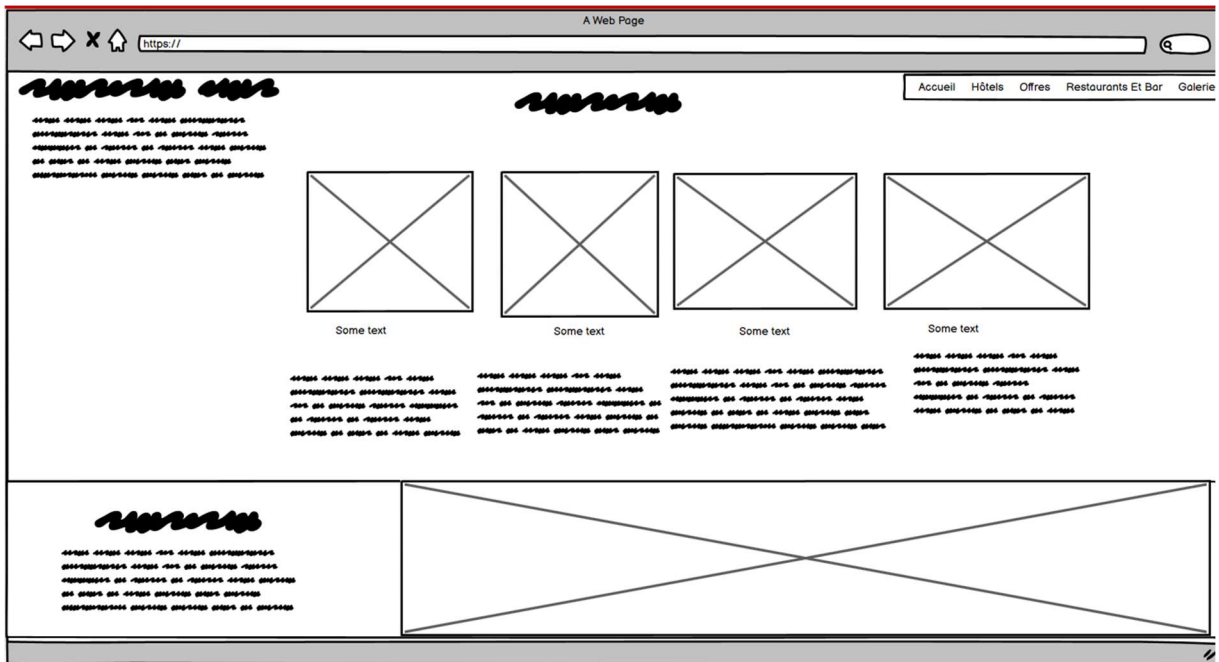 A Web Page
https://
Accueil Hôtels Offres Restaurants Et Bar Galerie
Some text Some text Some text Some text